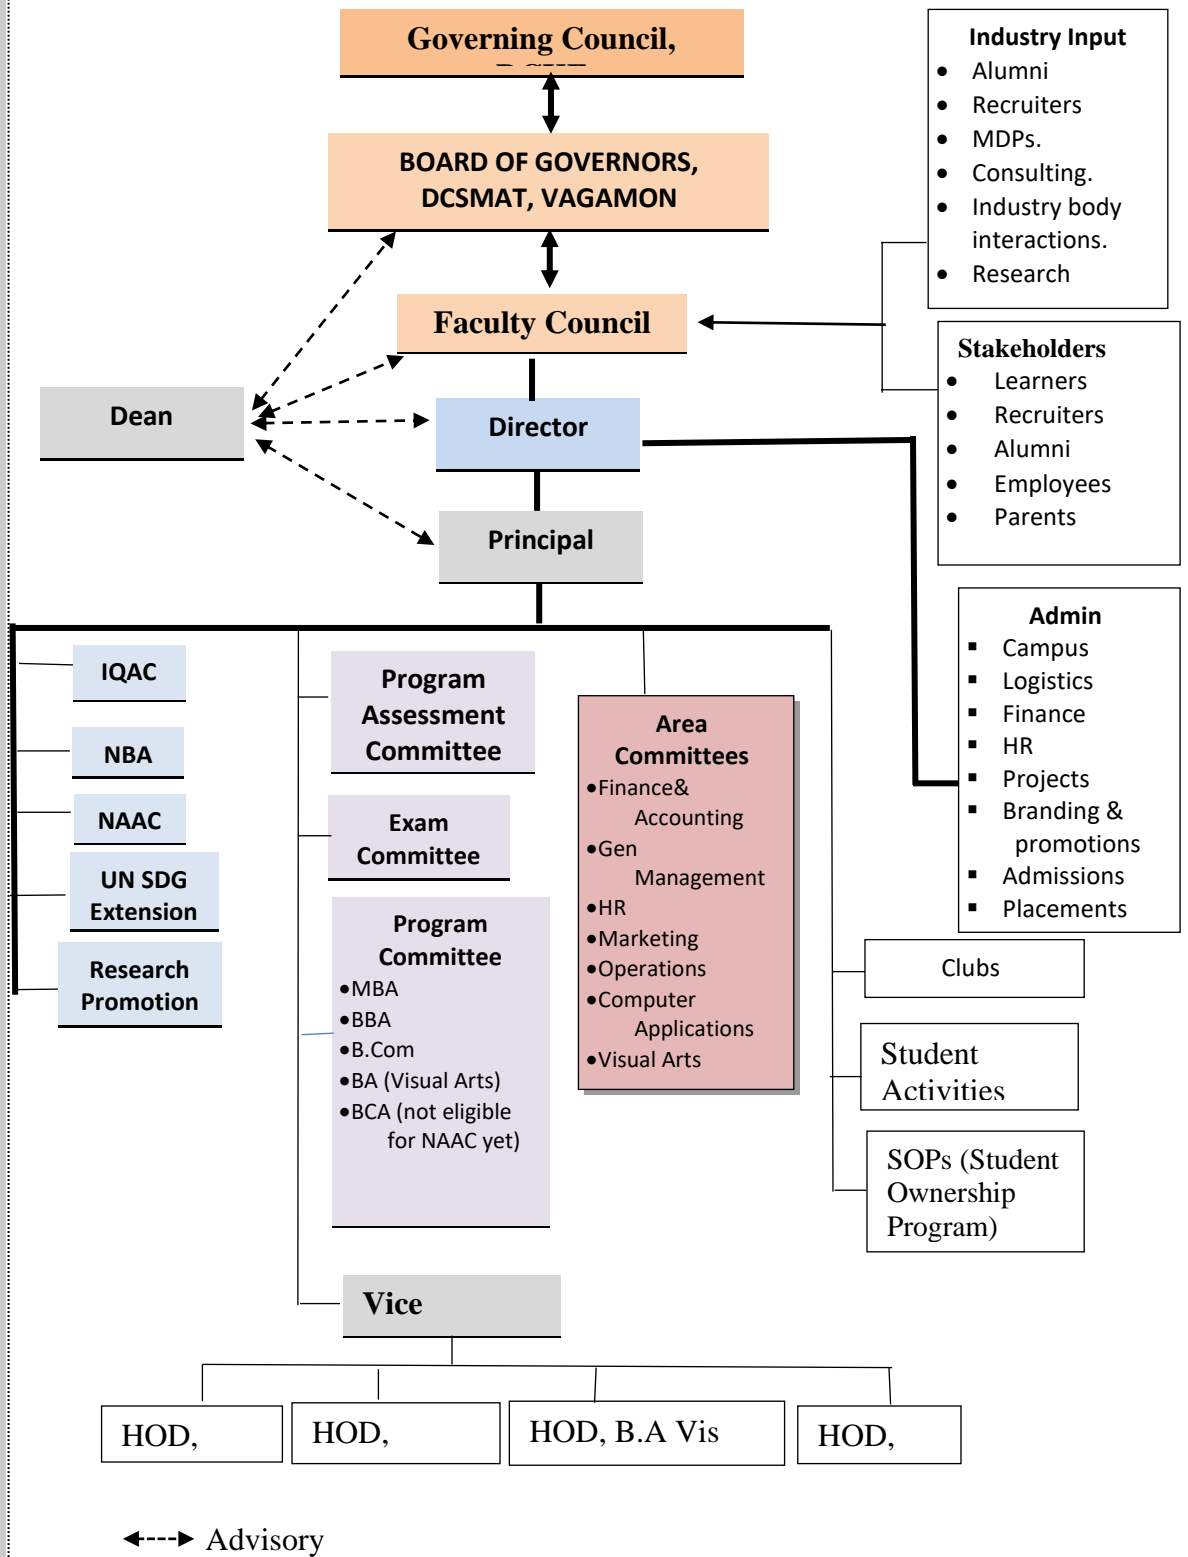 Governing Council,
BOARD OF GOVERNORS,
DCSMAT, VAGAMON
Faculty Council
Dean
Director
Principal
Industry Input
• Alumni
• Recruiters
• MDPs.
• Consulting.
• Industry body
interactions.
• Research
Stakeholders
• Learners
• Recruiters
• Alumni
• Employees
• Parents
Admin
▪ Campus
▪ Logistics
▪ Finance
▪ HR
▪ Projects
▪ Branding &
promotions
▪ Admissions
▪ Placements
IQAC
NBA
NAAC
UN SDG
Extension
Research
Promotion
Program
Assessment
Committee
Exam
Committee
Program
Committee
•MBA
•BBA
•B.Com
•BA (Visual Arts)
•BCA (not eligible
for NAAC yet)
Area
Committees
•Finance&
Accounting
•Gen
Management
•HR
•Marketing
•Operations
•Computer
Applications
•Visual Arts
Clubs
Student
Activities
SOPs (Student
Ownership
Program)
Vice
HOD,
HOD,
HOD, B.A Vis
HOD,
Advisory